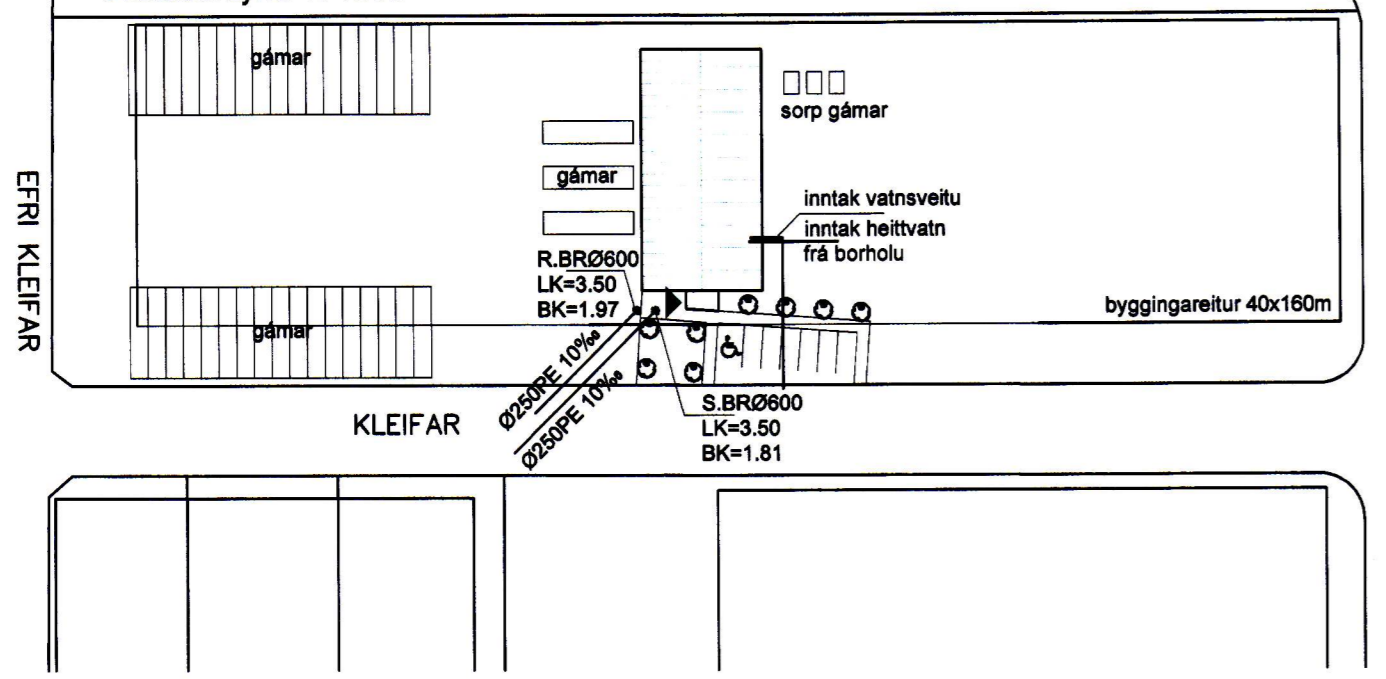 gámar
sorp gámar
gámar
EFRI KLEIFAR
inntak vatnsveitu
inntak heittvatn
frá borholu
R.BRØ600
LK=3.50
BK=1.97
byggingareitur 40x160m
gámar
Ø250PE 10‰
Ø250PE 10‰
KLEIFAR
S.BRØ600
LK=3.50
BK=1.81